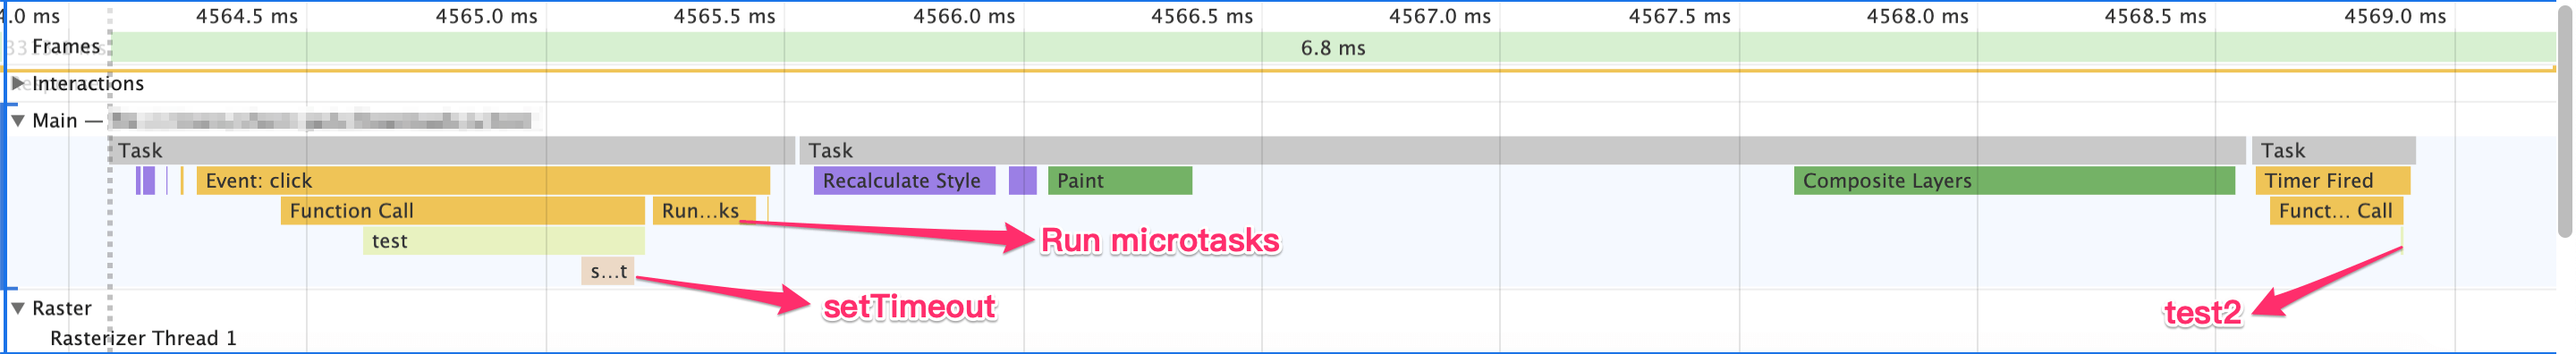 .0 ms 4564.5 ms 4565.0 ms 4565.5 ms 4566.0 ms 4566.5 ms 4567.0 ms 4567.5 ms 4568.0 ms 4568.5 ms 4569.0 ms
Frames 6.8 ms
Interactions
Main —
Task Task Task
Event: click Recalculate Style Paint Composite Layers Timer Fired
Function Call Run...ks Funct... Call
test Run microtasks
s...t
setTimeout test2
Raster
Rasterizer Thread 1